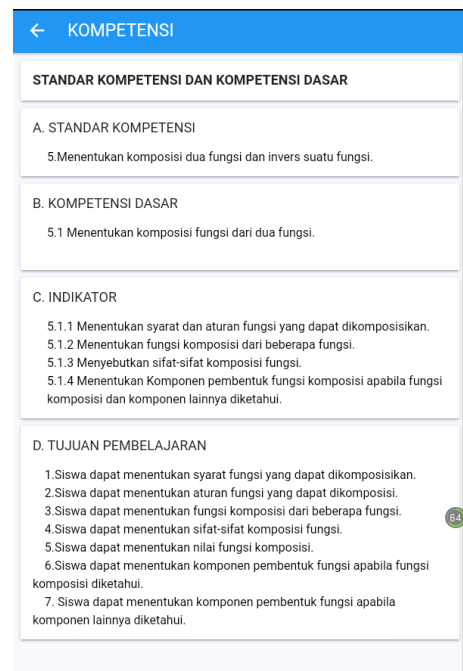 KOMPETENSI
STANDAR KOMPETENSI DAN KOMPETENSI DASAR
A. STANDAR KOMPETENSI
5.Menentukan komposisi dua fungsi dan invers suatu fungsi.
B. KOMPETENSI DASAR
5.1 Menentukan komposisi fungsi dari dua fungsi.
C. INDIKATOR
5.1.1 Menentukan syarat dan aturan fungsi yang dapat dikomposisikan.
5.1.2 Menentukan fungsi komposisi dari beberapa fungsi.
5.1.3 Menyebutkan sifat-sifat komposisi fungsi.
5.1.4 Menentukan Komponen pembentuk fungsi komposisi apabila fungsi
komposisi dan komponen lainnya diketahui.
D. TUJUAN PEMBELAJARAN
1.Siswa dapat menentukan syarat fungsi yang dapat dikomposisikan.
2.Siswa dapat menentukan aturan fungsi yang dapat dikomposisi.
3.Siswa dapat menentukan fungsi komposisi dari beberapa fungsi.
64
4.Siswa dapat menentukan sifat-sifat komposisi fungsi.
5.Siswa dapat menentukan nilai fungsi komposisi.
6.Siswa dapat menentukan komponen pembentuk fungsi apabila fungsi
komposisi diketahui.
7. Siswa dapat menentukan komponen pembentuk fungsi apabila
komponen lainnya diketahui.